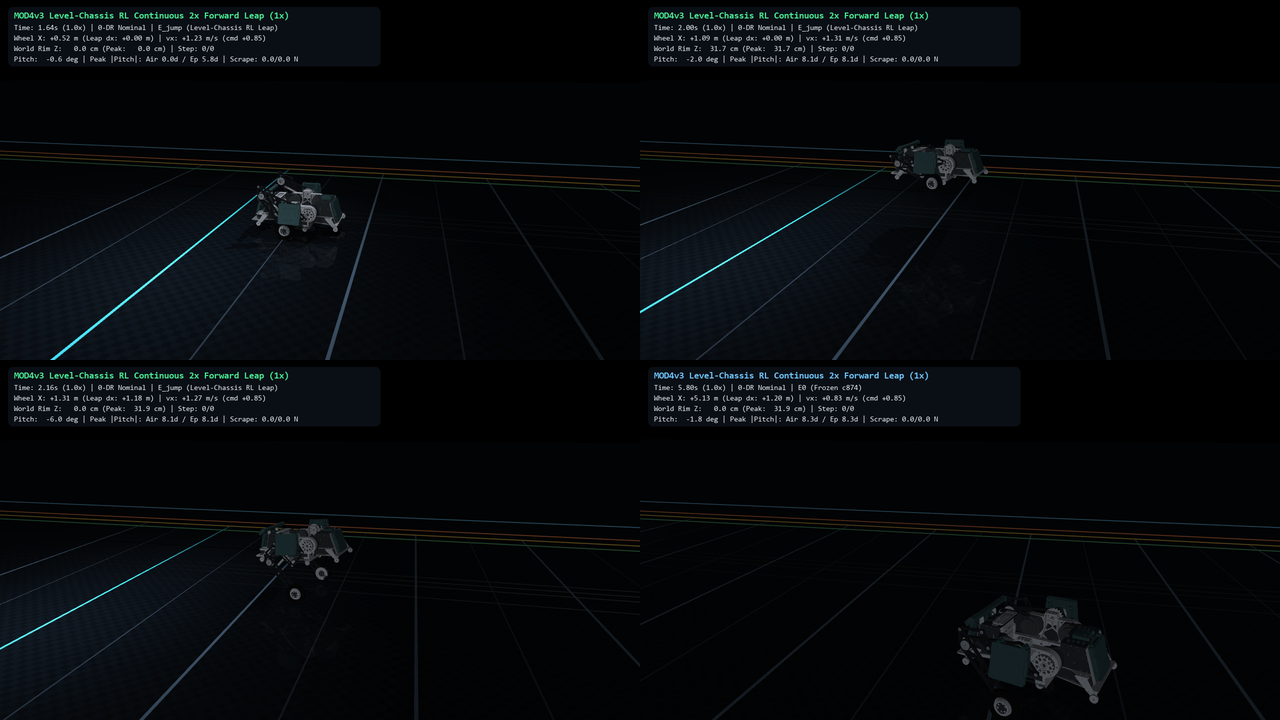 MOD4v3 Level-Chassis RL Continuous 2x Forward Leap (1x)
Time: 1.64s (1.0x) | 0-DR Nominal | E_jump (Level-Chassis RL Leap)
Wheel X: +0.52 m (Leap dx: +0.00 m) | vx: +1.23 m/s (cmd +0.85)
World Rim Z: 0.0 cm (Peak: 0.0 cm) | Step: 0/0
Pitch: -0.6 deg | Peak |Pitch|: Air 0.0d / Ep 5.8d | Scrape: 0.0/0.0 N
MOD4v3 Level-Chassis RL Continuous 2x Forward Leap (1x)
Time: 2.00s (1.0x) | 0-DR Nominal | E_jump (Level-Chassis RL Leap)
Wheel X: +1.09 m (Leap dx: +0.00 m) | vx: +1.31 m/s (cmd +0.85)
World Rim Z: 31.7 cm (Peak: 31.7 cm) | Step: 0/0
Pitch: -2.0 deg | Peak |Pitch|: Air 8.1d / Ep 8.1d | Scrape: 0.0/0.0 N
MOD4v3 Level-Chassis RL Continuous 2x Forward Leap (1x)
Time: 2.16s (1.0x) | 0-DR Nominal | E_jump (Level-Chassis RL Leap)
Wheel X: +1.31 m (Leap dx: +1.18 m) | vx: +1.27 m/s (cmd +0.85)
World Rim Z: 0.0 cm (Peak: 31.9 cm) | Step: 0/0
Pitch: -6.0 deg | Peak |Pitch|: Air 8.1d / Ep 8.1d | Scrape: 0.0/0.0 N
MOD4v3 Level-Chassis RL Continuous 2x Forward Leap (1x)
Time: 5.80s (1.0x) | 0-DR Nominal | E0 (Frozen c874)
Wheel X: +5.13 m (Leap dx: +1.20 m) | vx: +0.83 m/s (cmd +0.85)
World Rim Z: 0.0 cm (Peak: 31.9 cm) | Step: 0/0
Pitch: -1.8 deg | Peak |Pitch|: Air 8.3d / Ep 8.3d | Scrape: 0.0/0.0 N